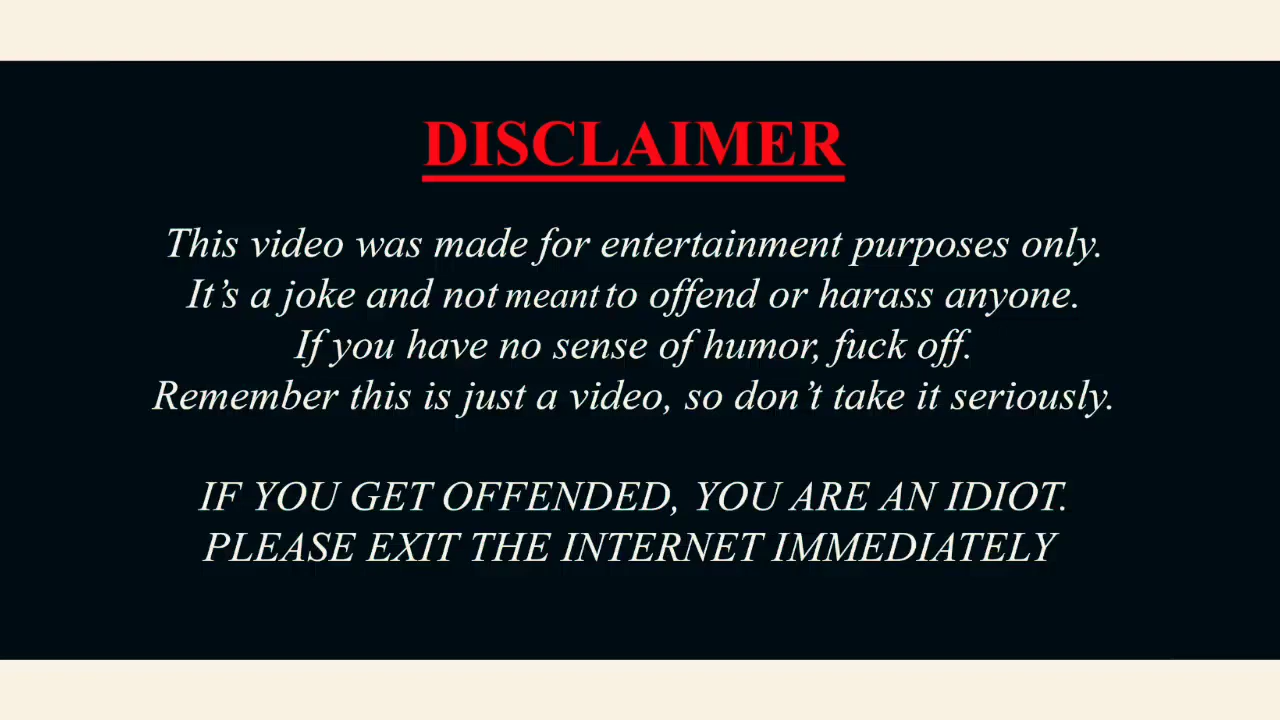 DISCLAIMER
This video was made for entertainment purposes only.
It’s a joke and not meant to offend or harass anyone.
If you have no sense of humor, fuck off.
Remember this is just a video, so don’t take it seriously.
IF YOU GET OFFENDED, YOU ARE AN IDIOT.
PLEASE EXIT THE INTERNET IMMEDIATELY